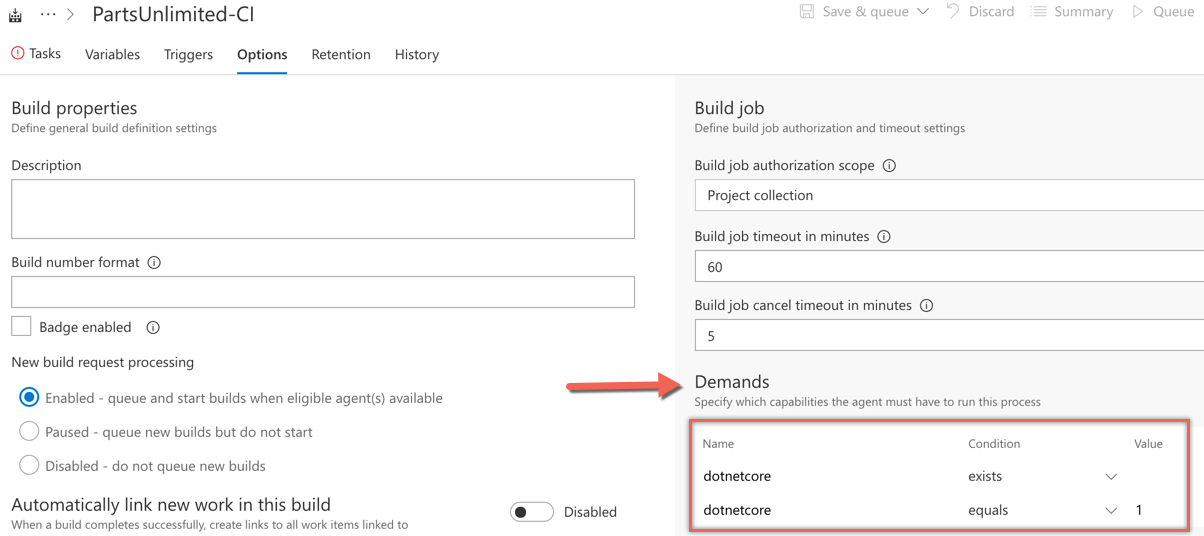 ··· > PartsUnlimited-CI
Save & queue
Discard
Summary
Queue
Tasks
Variables
Triggers
Options
Retention
History
Build properties
Define general build definition settings
Description
Build number format
Badge enabled
New build request processing
Enabled - queue and start builds when eligible agent(s) available
Paused - queue new builds but do not start
Disabled - do not queue new builds
Automatically link new work in this build
When a build completes successfully, create links to all work items linked to
Disabled
Build job
Define build job authorization and timeout settings
Build job authorization scope
Project collection
Build job timeout in minutes
60
Build job cancel timeout in minutes
5
Demands
Specify which capabilities the agent must have to run this process
Name Condition Value
dotnetcore exists
dotnetcore equals 1